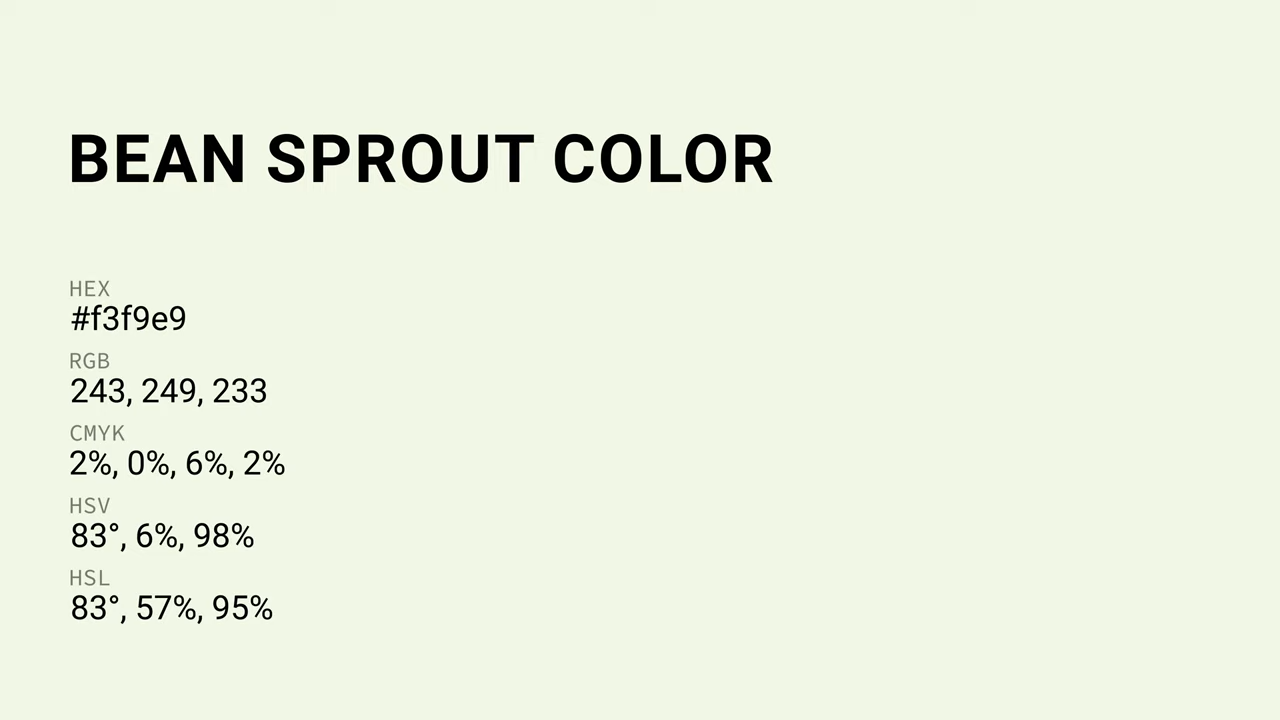 BEAN SPROUT COLOR
HEX
#f3f9e9
RGB
243, 249, 233
CMYK
2%, 0%, 6%, 2%
HSV
83°, 6%, 98%
HSL
83°, 57%, 95%